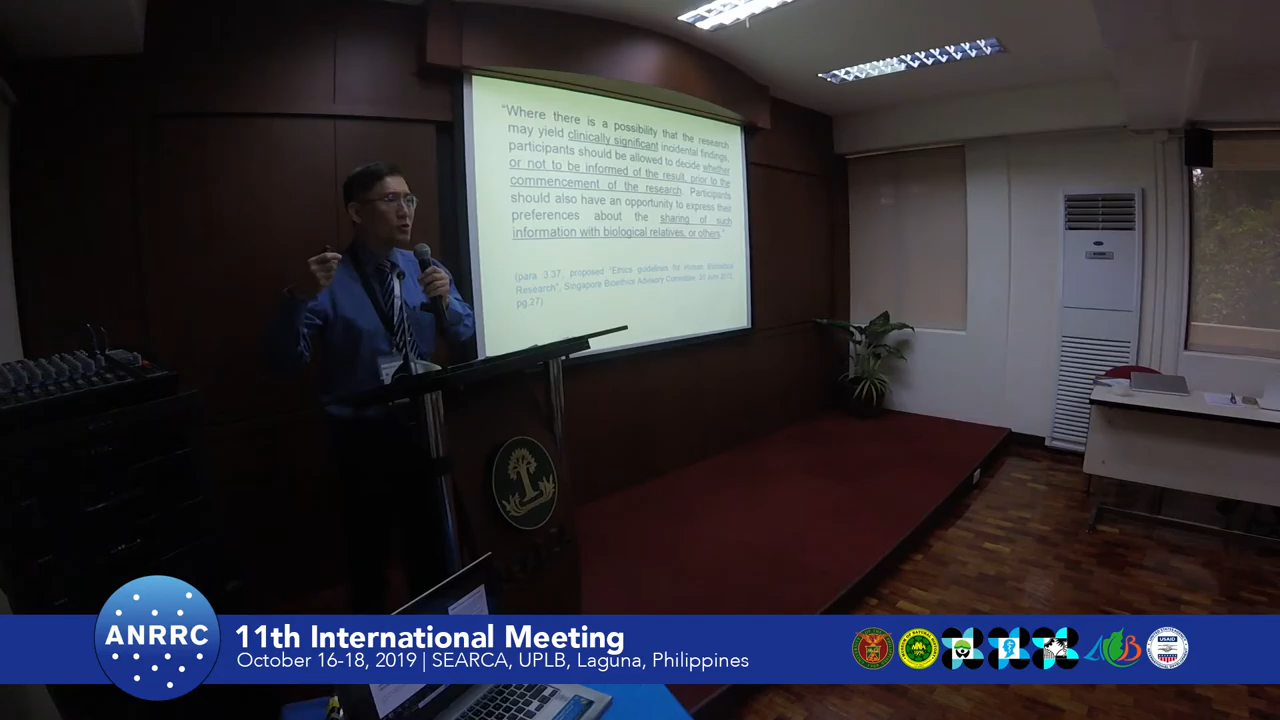 “Where there is a possibility that the research
may yield clinically significant incidental findings,
participants should be allowed to decide whether
or not to be informed of the result, prior to the
commencement of the research. Participants
should also have an opportunity to express their
preferences about the sharing of such
information with biological relatives, or others.”
(para 3.37, proposed “Ethics guidelines for Human Biomedical
Research”, Singapore Bioethics Advisory Committee, 20 June
pg.27)
ANRRC
11th International Meeting
October 16-18, 2019 | SEARCA, UPLB, Laguna, Philippines
USAID